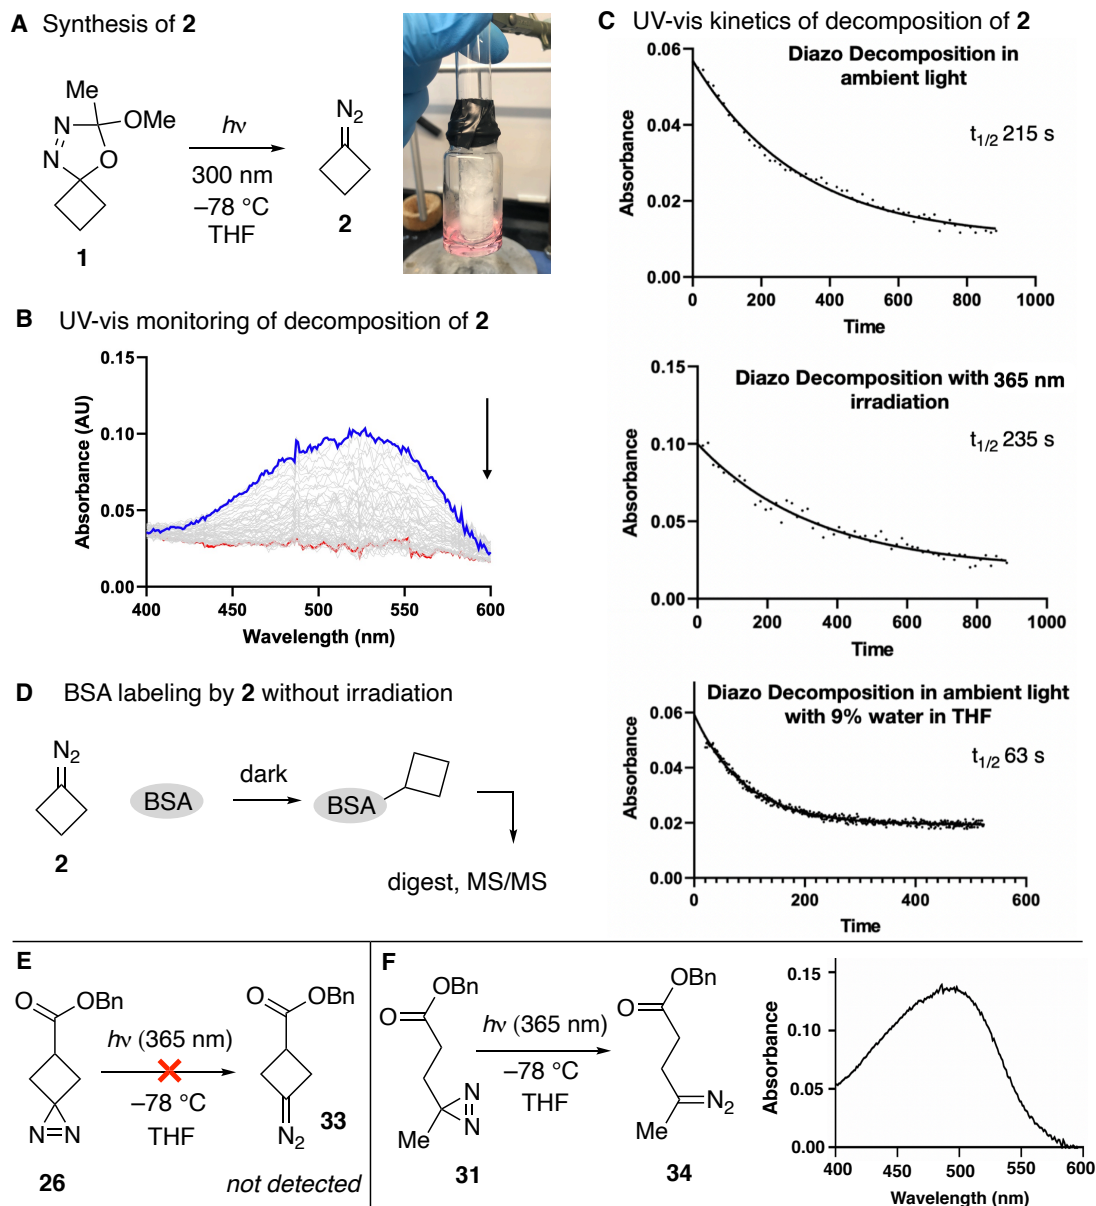 A Synthesis of 2
Me
N
N
OMe
O
1
hν
300 nm
–78 °C
THF
N2
2
B UV-vis monitoring of decomposition of 2
Absorbance (AU)
0.15
0.10
0.05
0.00
400 450 500 550 600
Wavelength (nm)
C UV-vis kinetics of decomposition of 2
Diazo Decomposition in
ambient light
t1/2 215 s
Absorbance
0.06
0.04
0.02
0.00
0 200 400 600 800 1000
Time
Diazo Decomposition with 365 nm
irradiation
t1/2 235 s
Absorbance
0.15
0.10
0.05
0.00
0 200 400 600 800 1000
Time
Diazo Decomposition in ambient light
with 9% water in THF
t1/2 63 s
Absorbance
0.06
0.04
0.02
0.00
0 200 400 600
Time
D BSA labeling by 2 without irradiation
N2
2
BSA
dark
BSA
digest, MS/MS
E
O
OBn
N=N
26
hν (365 nm)
–78 °C
THF
O
OBn
N2
33
not detected
F
OBn
O
N
N
Me
31
hν (365 nm)
–78 °C
THF
OBn
O
N2
Me
34
Absorbance
0.15
0.10
0.05
0.00
400 450 500 550 600
Wavelength (nm)